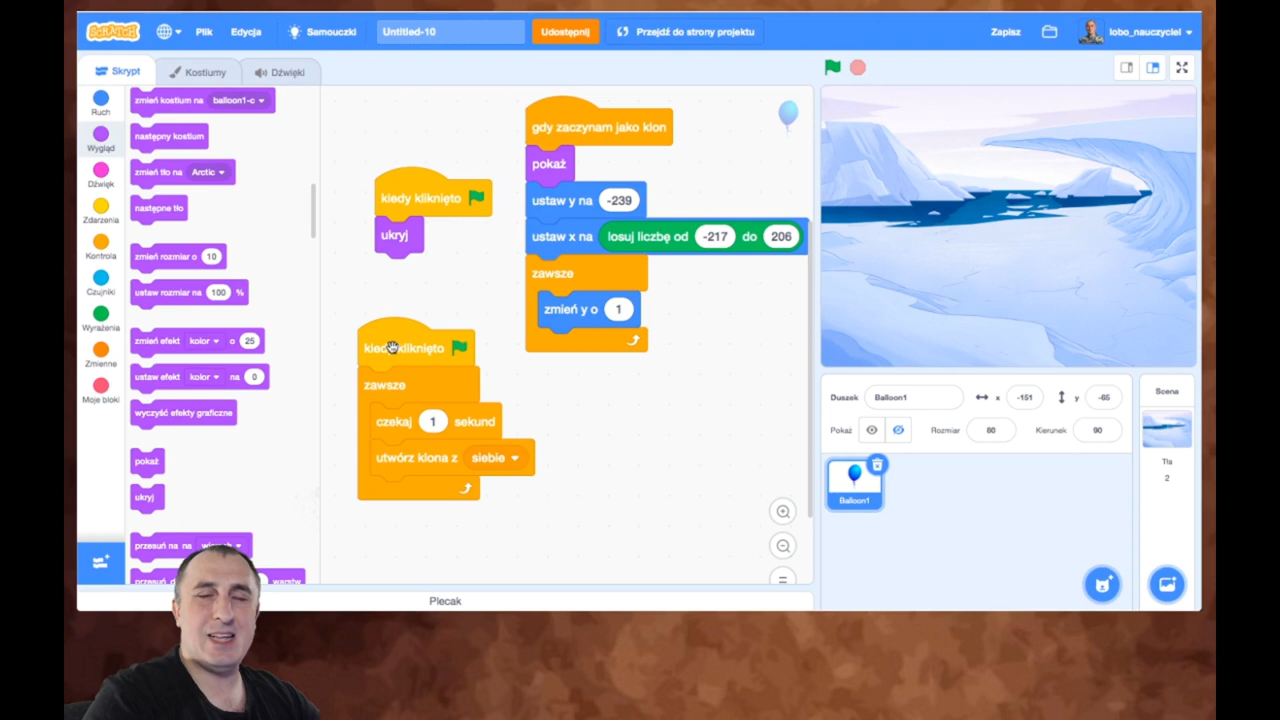 SCRATCH
Plik
Edycja
Samouczki
Untitled-10
Udostępnij
Przejdź do strony projektu
Zapisz
lobo_nauczyciel
Skrypt
Kostiumy
Dźwięki
Ruch
Wygląd
Dźwięk
Zdarzenia
Kontrola
Czujniki
Wyrażenia
Zmienne
Moje bloki
zmień kostium na balloon1-c
następny kostium
zmień tło na Arctic
następne tło
zmień rozmiar o 10
ustaw rozmiar na 100 %
zmień efekt kolor o 25
ustaw efekt kolor na 0
wyczyść efekty graficzne
pokaż
ukryj
przesuń na na
przesuń warstw
kiedy kliknięto
ukryj
kiedy kliknięto
zawsze
czekaj 1 sekund
utwórz klona z siebie
gdy zaczynam jako klon
pokaż
ustaw y na -239
ustaw x na losuj liczbę od -217 do 206
zawsze
zmień y o 1
Duszek Balloon1 x -151 y -65
Pokaż Rozmiar 80 Kierunek 90
Balloon1
Scena
Tła
2
Plecak